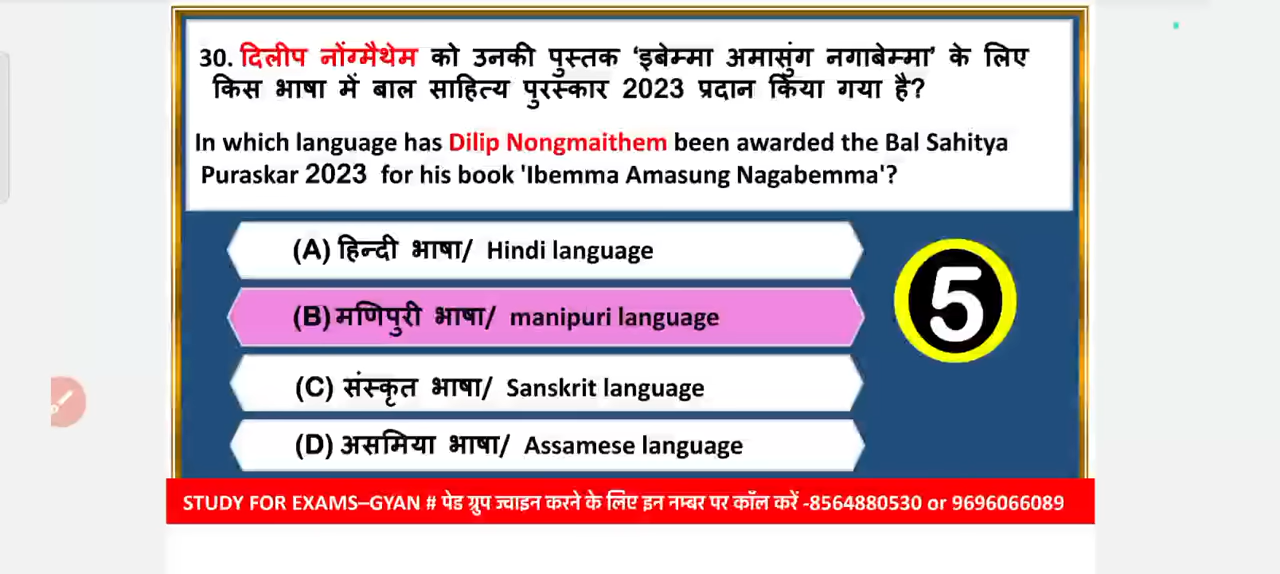 30. दिलीप नोंग्मैथेम को उनकी पुस्तक ‘इबेम्मा अमासुंग नगाबेम्मा’ के लिए
किस भाषा में बाल साहित्य पुरस्कार 2023 प्रदान किया गया है?
In which language has Dilip Nongmaithem been awarded the Bal Sahitya
Puraskar 2023 for his book 'Ibemma Amasung Nagabemma'?
(A) हिन्दी भाषा/ Hindi language
(B) मणिपुरी भाषा/ manipuri language
5
(C) संस्कृत भाषा/ Sanskrit language
(D) असमिया भाषा/ Assamese language
STUDY FOR EXAMS–GYAN # पेड ग्रुप ज्वाइन करने के लिए इन नम्बर पर कॉल करें -8564880530 or 9696066089